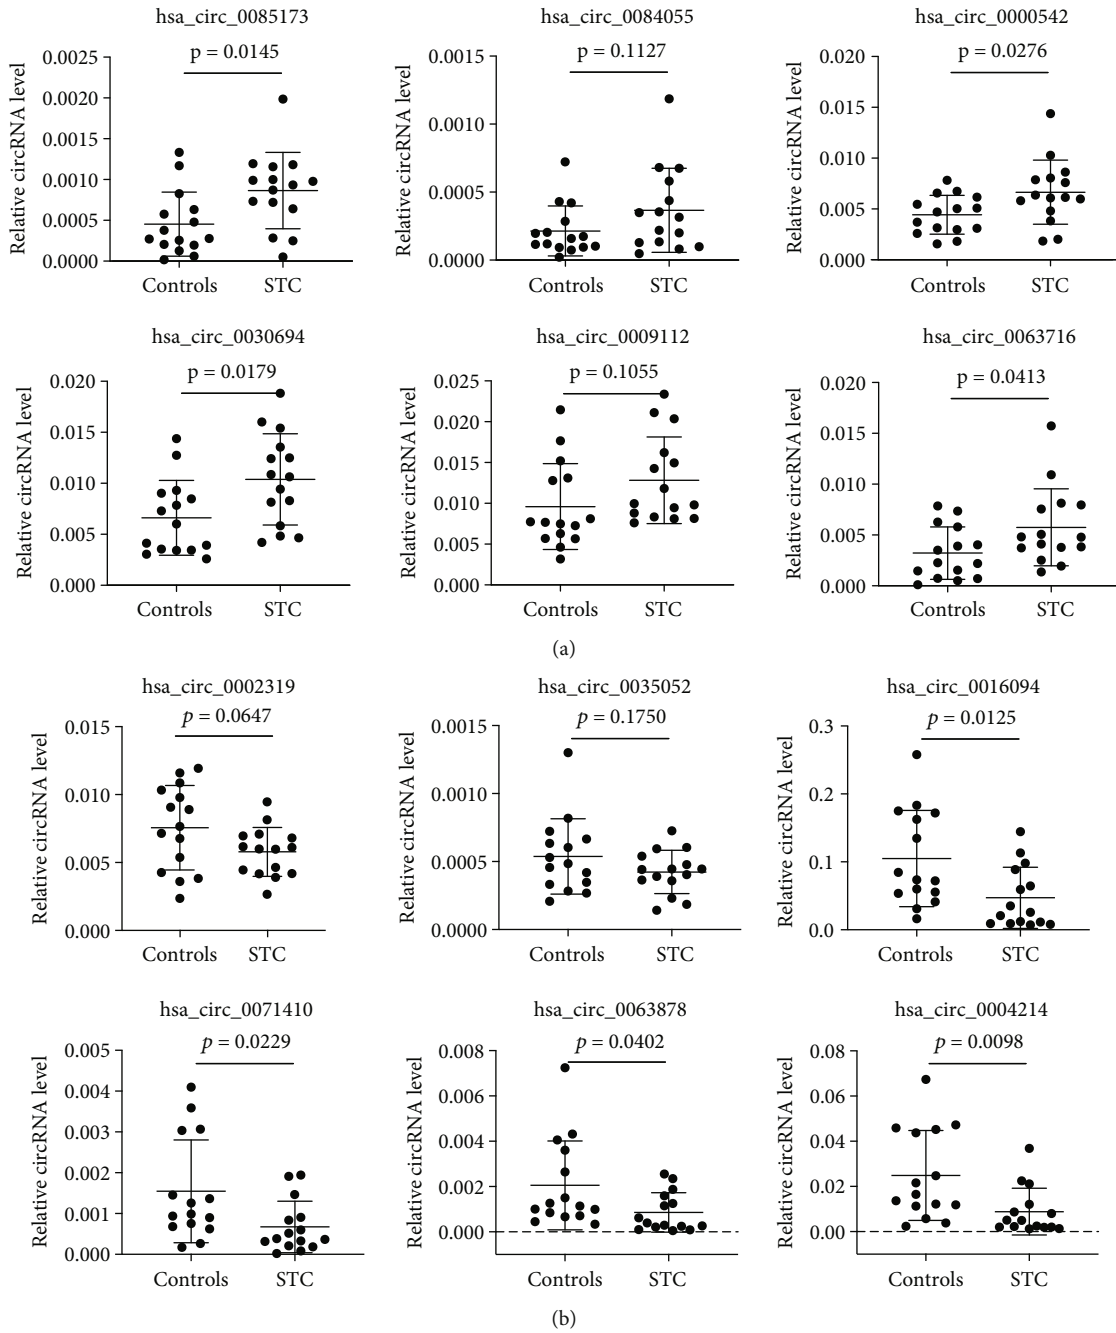 hsa_circ_0085173
p = 0.0145
Relative circRNA level
0.0025
0.0020
0.0015
0.0010
0.0005
0.0000
Controls
STC
hsa_circ_0084055
p = 0.1127
Relative circRNA level
0.0015
0.0010
0.0005
0.0000
Controls
STC
hsa_circ_0000542
p = 0.0276
Relative circRNA level
0.020
0.015
0.010
0.005
0.000
Controls
STC
hsa_circ_0030694
p = 0.0179
Relative circRNA level
0.020
0.015
0.010
0.005
0.000
Controls
STC
hsa_circ_0009112
p = 0.1055
Relative circRNA level
0.025
0.020
0.015
0.010
0.005
0.000
Controls
STC
hsa_circ_0063716
p = 0.0413
Relative circRNA level
0.020
0.015
0.010
0.005
0.000
Controls
STC
(a)
hsa_circ_0002319
p = 0.0647
Relative circRNA level
0.015
0.010
0.005
0.000
Controls
STC
hsa_circ_0035052
p = 0.1750
Relative circRNA level
0.0015
0.0010
0.0005
0.0000
Controls
STC
hsa_circ_0016094
p = 0.0125
Relative circRNA level
0.3
0.2
0.1
0.0
Controls
STC
hsa_circ_0071410
p = 0.0229
Relative circRNA level
0.005
0.004
0.003
0.002
0.001
0.000
Controls
STC
hsa_circ_0063878
p = 0.0402
Relative circRNA level
0.008
0.006
0.004
0.002
0.000
Controls
STC
hsa_circ_0004214
p = 0.0098
Relative circRNA level
0.08
0.06
0.04
0.02
0.00
Controls
STC
(b)